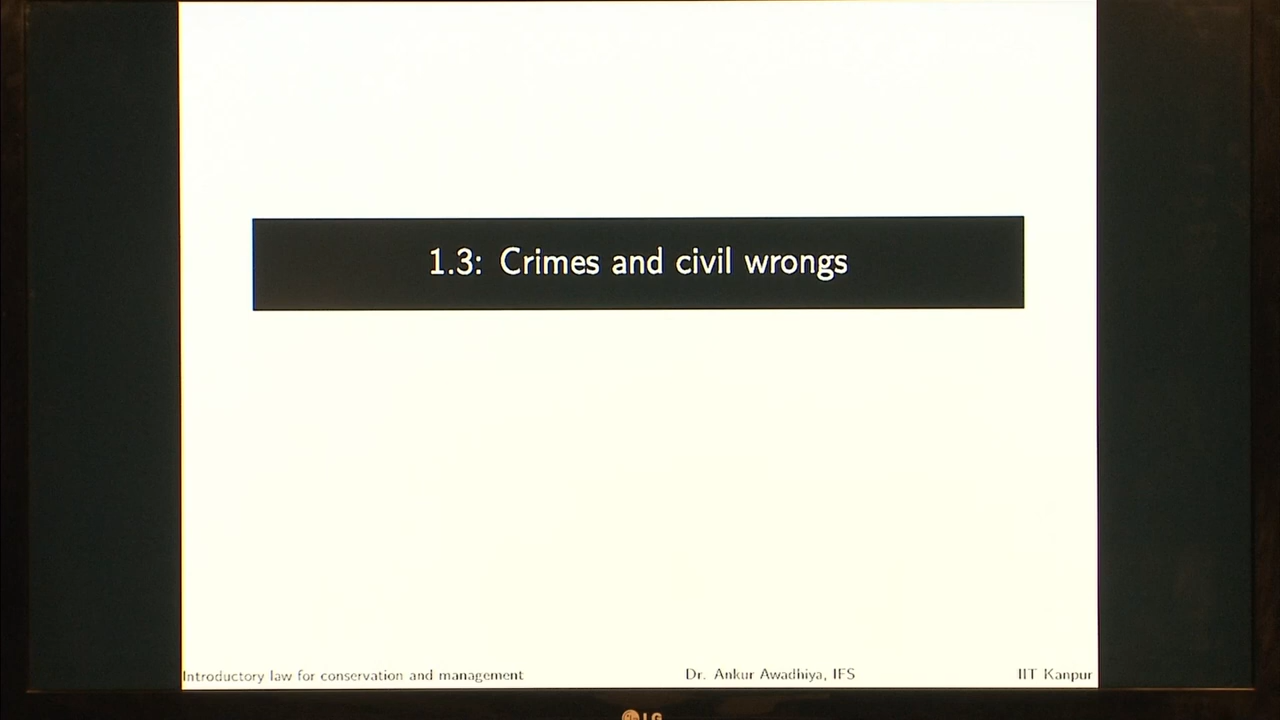 1.3: Crimes and civil wrongs
Introductory law for conservation and management Dr. Ankur Awadhiya, IFS IIT Kanpur
LG